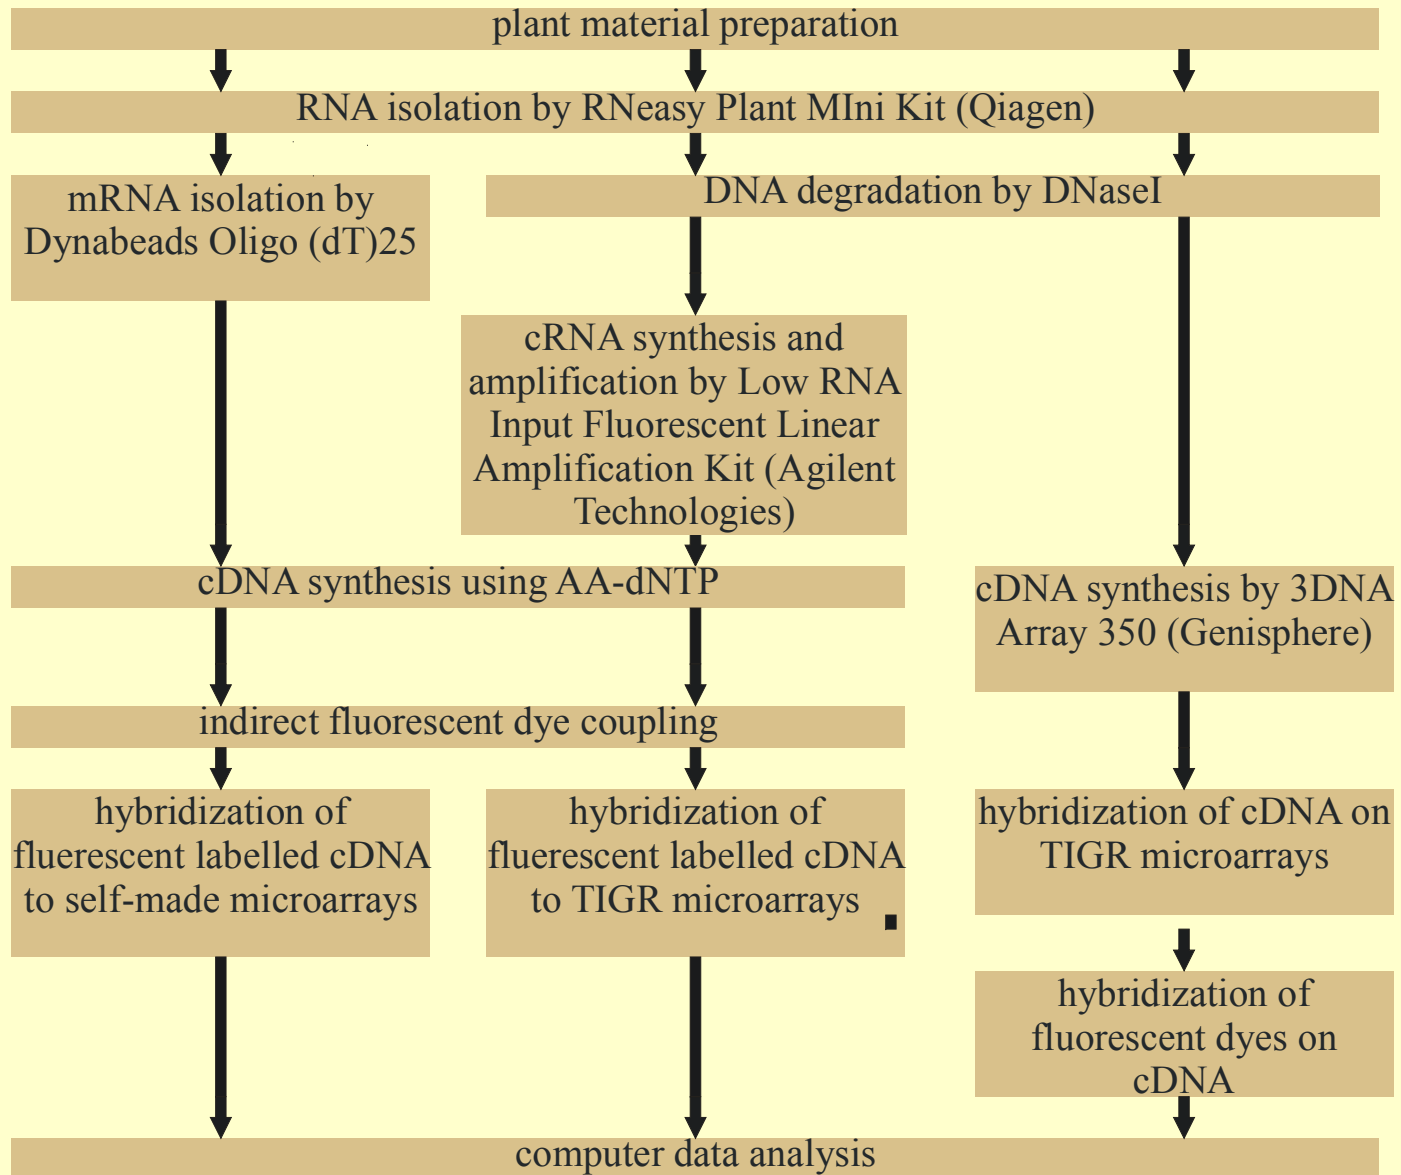 plant material preparation
RNA isolation by RNeasy Plant MIni Kit (Qiagen)
mRNA isolation by
Dynabeads Oligo (dT)25
DNA degradation by DNaseI
cRNA synthesis and
amplification by Low RNA
Input Fluorescent Linear
Amplification Kit (Agilent
Technologies)
cDNA synthesis using AA-dNTP
cDNA synthesis by 3DNA
Array 350 (Genisphere)
indirect fluorescent dye coupling
hybridization of
fluerescent labelled cDNA
to self-made microarrays
hybridization of
fluerescent labelled cDNA
to TIGR microarrays
hybridization of cDNA on
TIGR microarrays
hybridization of
fluorescent dyes on
cDNA
computer data analysis